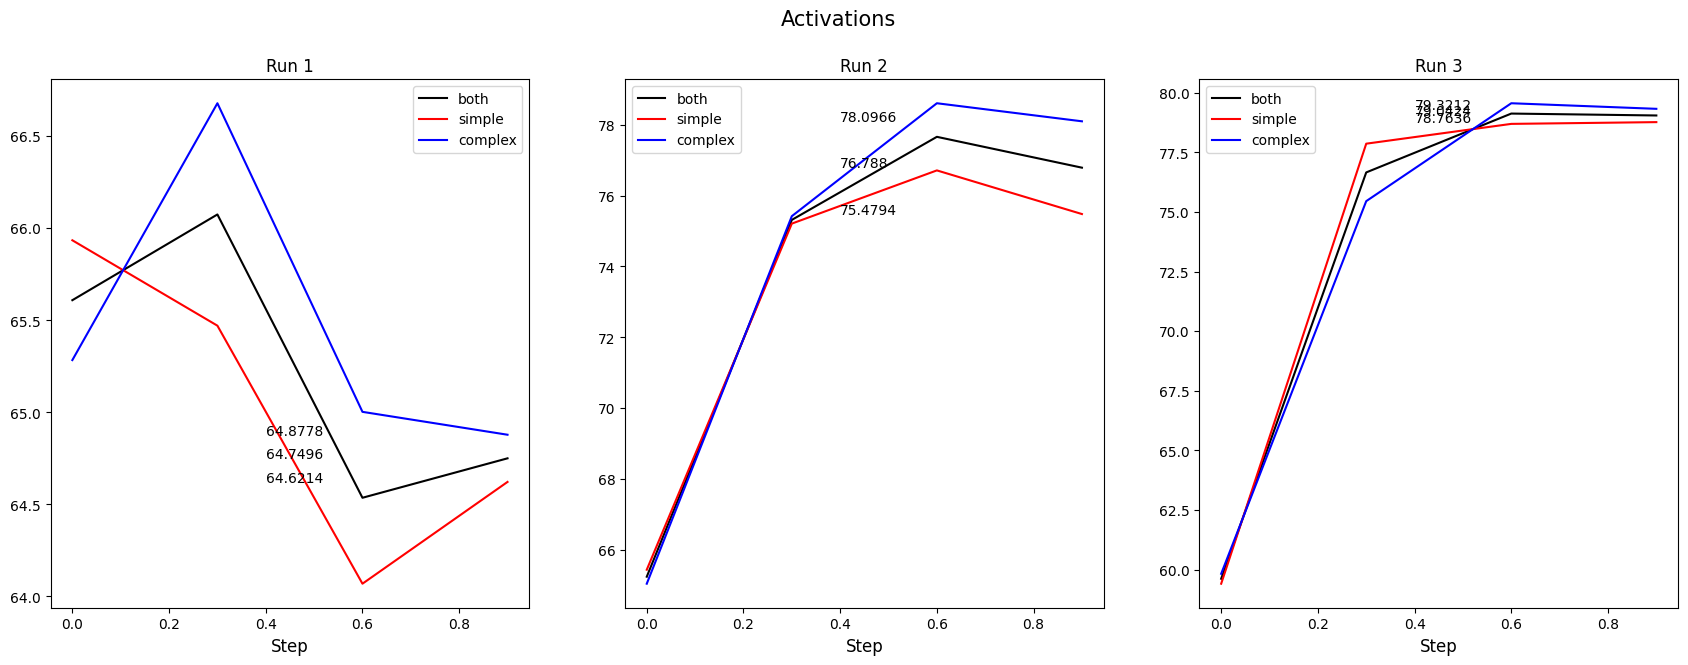 Activations
Run 1
both
simple
complex
66.5
66.0
65.5
65.0
64.5
64.0
64.8778
64.7496
64.6214
0.0 0.2 0.4 0.6 0.8
Step
Run 2
both
simple
complex
78
76
74
72
70
68
66
78.0966
76.788
75.4794
0.0 0.2 0.4 0.6 0.8
Step
Run 3
both
simple
complex
80.0
77.5
75.0
72.5
70.0
67.5
65.0
62.5
60.0
79.3212
79.0424
78.7636
0.0 0.2 0.4 0.6 0.8
Step